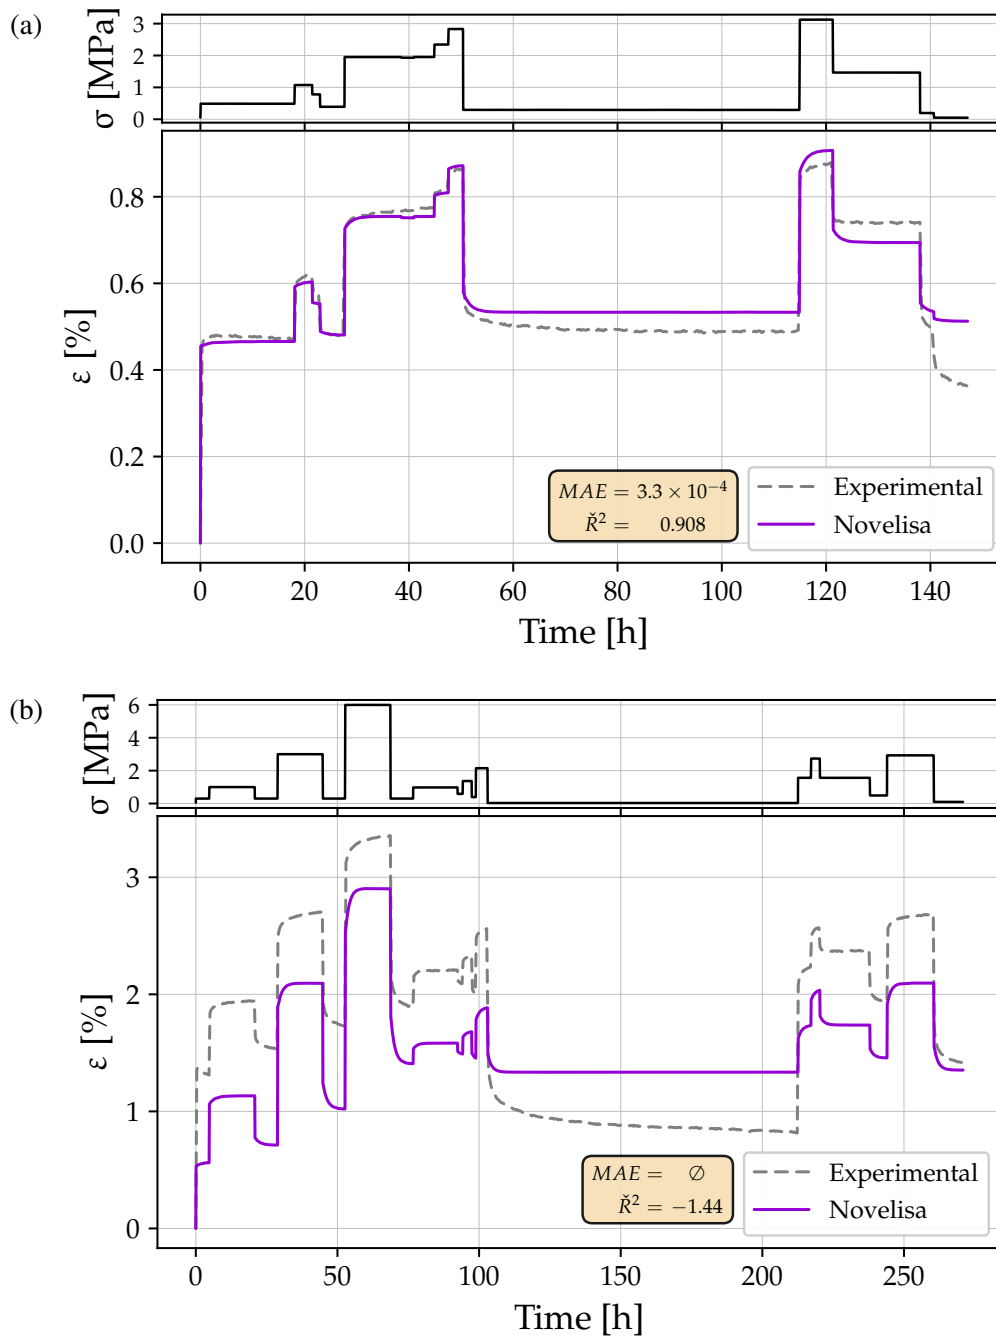 (a)
σ [MPa]
3
2
1
0
ε [%]
0.8
0.6
0.4
0.2
0.0
MAE = 3.3 × 10⁻⁴
Ř² = 0.908
Experimental
Novelisa
0 20 40 60 80 100 120 140
Time [h]
(b)
σ [MPa]
6
4
2
0
ε [%]
3
2
1
0
MAE = ∅
Ř² = −1.44
Experimental
Novelisa
0 50 100 150 200 250
Time [h]